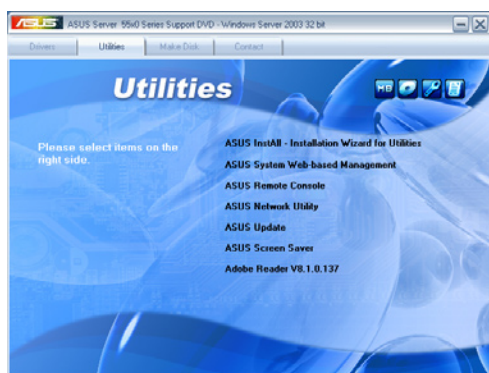 ASUS ASUS Server 55x0 Series Support DVD - Windows Server 2003 32 bit
Drivers Utilities Make Disk Contact
Utilities
MB
Please select items on the
right side.
ASUS InstAll - Installation Wizard for Utilities
ASUS System Web-based Management
ASUS Remote Console
ASUS Network Utility
ASUS Update
ASUS Screen Saver
Adobe Reader V8.1.0.137